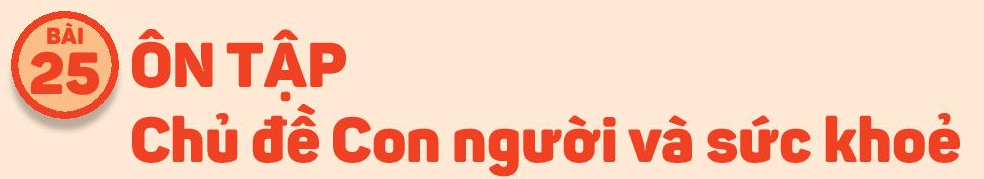 BÀI
25
ÔN TẬP
Chủ đề Con người và sức khoẻ